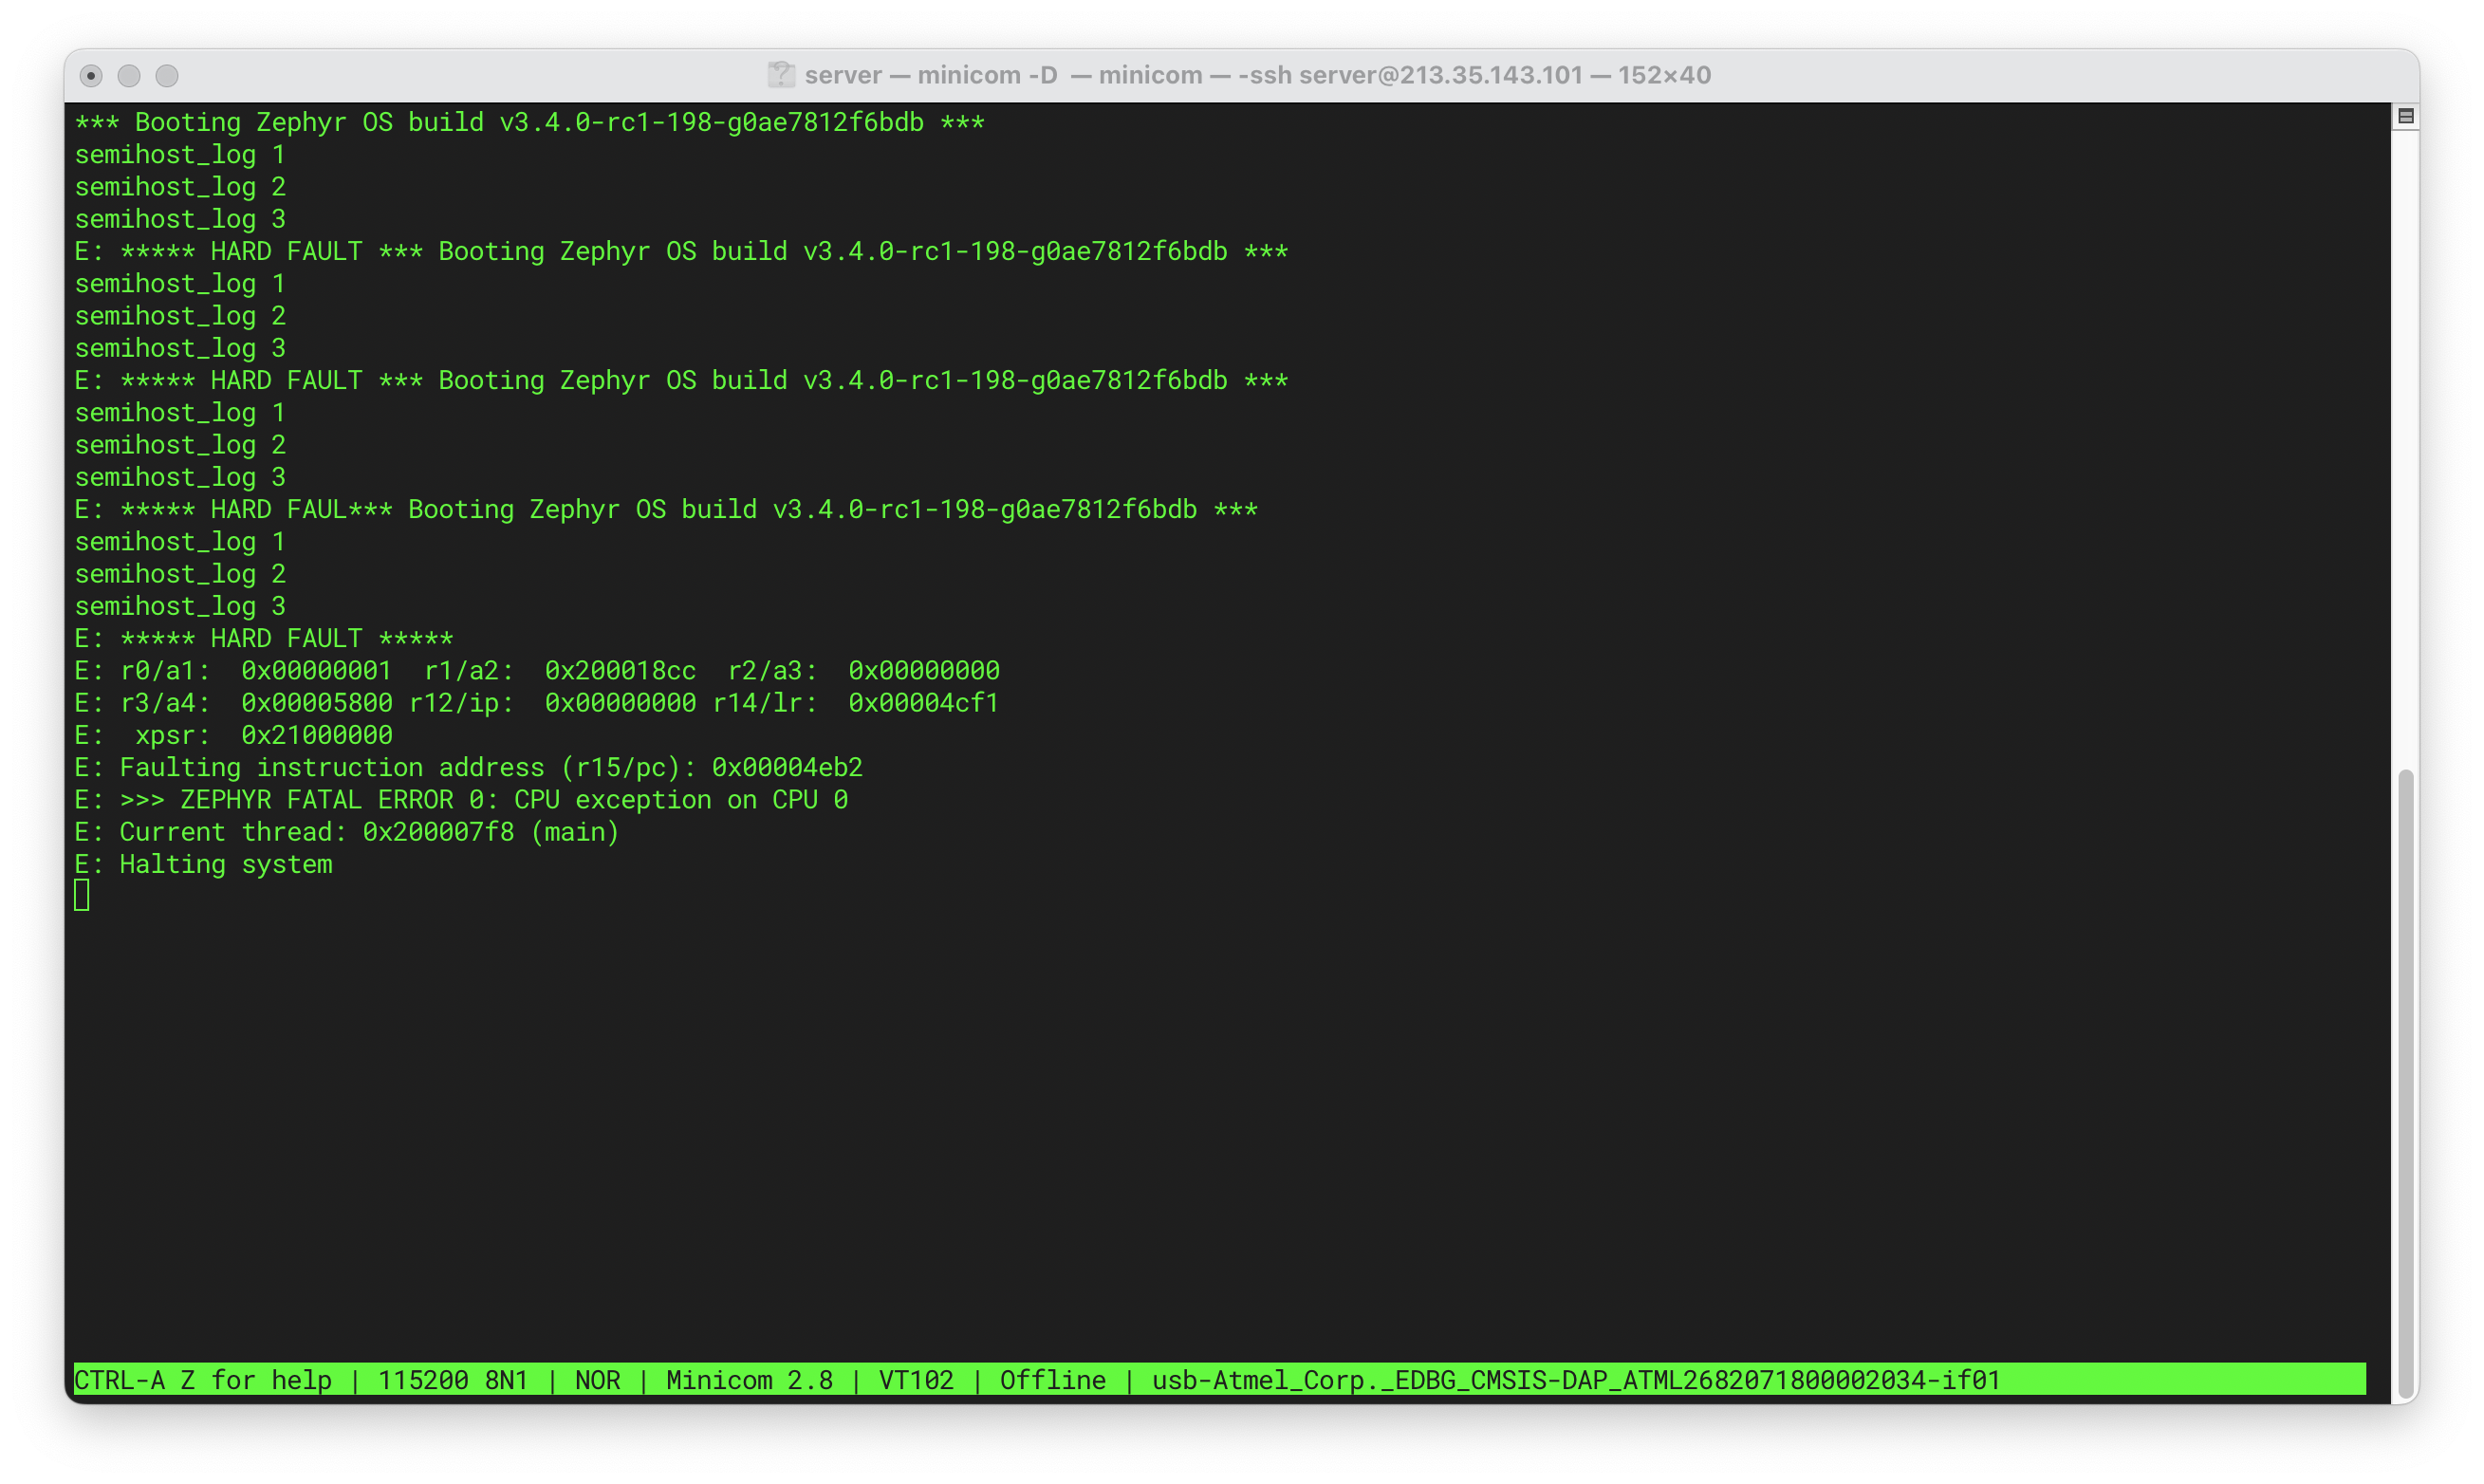 server — minicom -D — minicom — -ssh server@213.35.143.101 — 152×40
*** Booting Zephyr OS build v3.4.0-rc1-198-g0ae7812f6bdb ***
semihost_log 1
semihost_log 2
semihost_log 3
E: ***** HARD FAULT *** Booting Zephyr OS build v3.4.0-rc1-198-g0ae7812f6bdb ***
semihost_log 1
semihost_log 2
semihost_log 3
E: ***** HARD FAULT *** Booting Zephyr OS build v3.4.0-rc1-198-g0ae7812f6bdb ***
semihost_log 1
semihost_log 2
semihost_log 3
E: ***** HARD FAUL*** Booting Zephyr OS build v3.4.0-rc1-198-g0ae7812f6bdb ***
semihost_log 1
semihost_log 2
semihost_log 3
E: ***** HARD FAULT *****
E: r0/a1:  0x00000001  r1/a2:  0x200018cc  r2/a3:  0x00000000
E: r3/a4:  0x00005800 r12/ip:  0x00000000 r14/lr:  0x00004cf1
E:  xpsr:  0x21000000
E: Faulting instruction address (r15/pc): 0x00004eb2
E: >>> ZEPHYR FATAL ERROR 0: CPU exception on CPU 0
E: Current thread: 0x200007f8 (main)
E: Halting system
CTRL-A Z for help | 115200 8N1 | NOR | Minicom 2.8 | VT102 | Offline | usb-Atmel_Corp._EDBG_CMSIS-DAP_ATML2682071800002034-if01